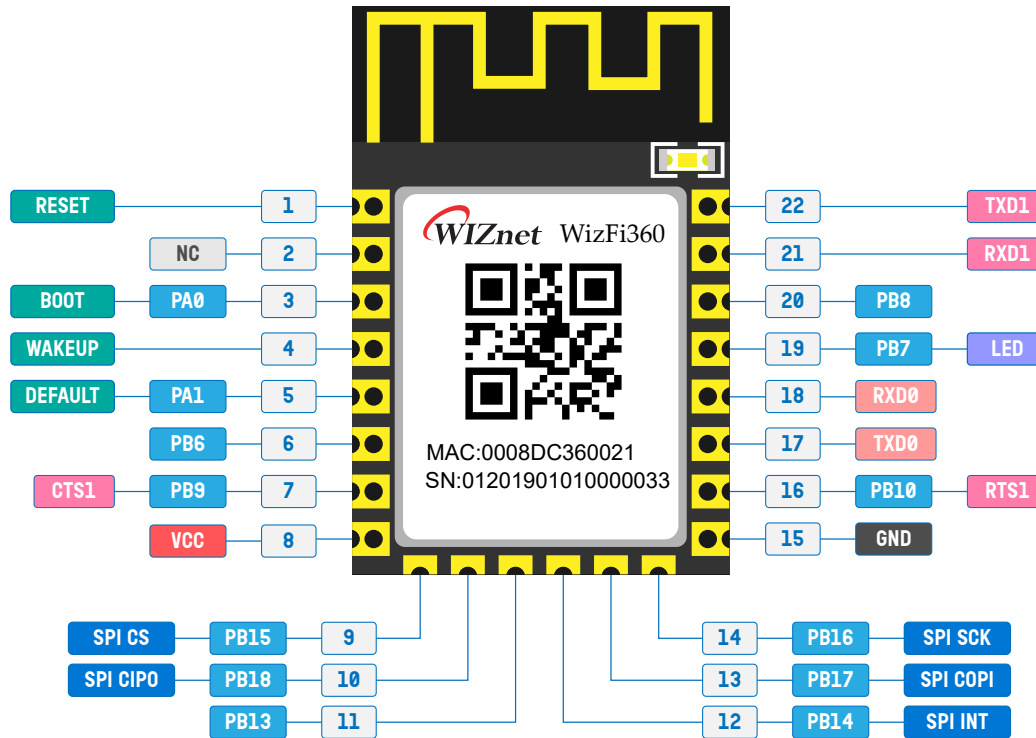 RESET 1 22 TXD1
NC 2 21 RXD1
BOOT PA0 3 20 PB8
WAKEUP 4 19 PB7 LED
DEFAULT PA1 5 18 RXD0
PB6 6 17 TXD0
CTS1 PB9 7 16 PB10 RTS1
VCC 8 15 GND
WIZnet WizFi360
MAC:0008DC360021
SN:01201901010000033
SPI CS PB15 9 14 PB16 SPI SCK
SPI CIPO PB18 10 13 PB17 SPI COPI
PB13 11 12 PB14 SPI INT